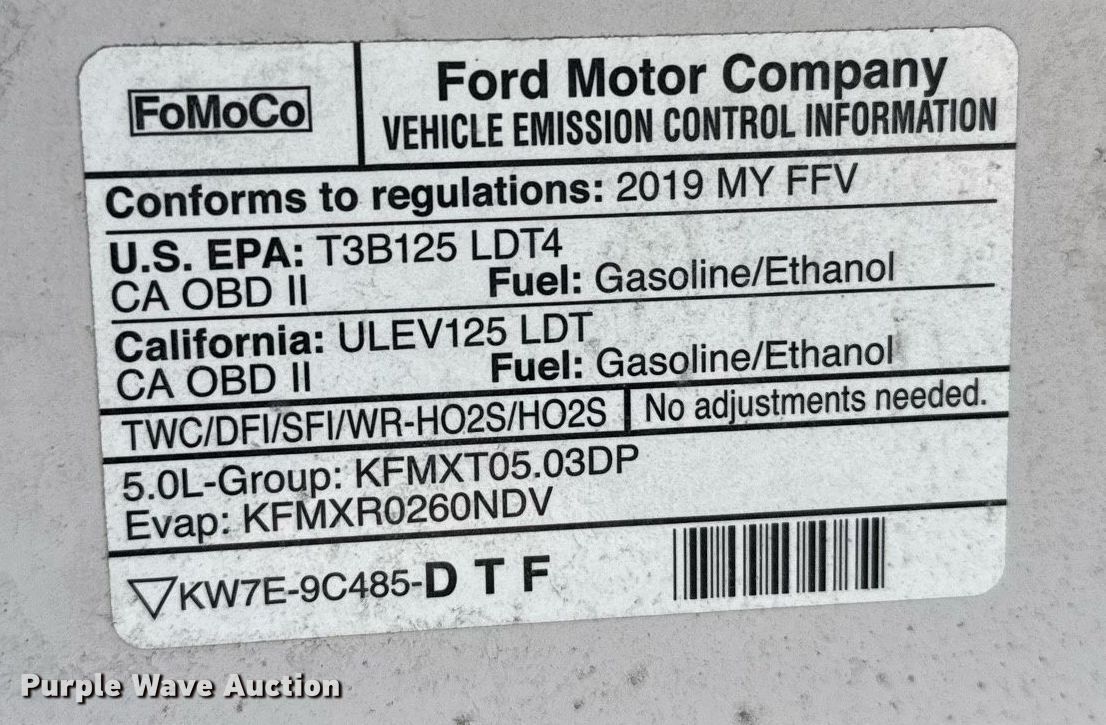 FoMoCo
Ford Motor Company
VEHICLE EMISSION CONTROL INFORMATION
Conforms to regulations: 2019 MY FFV
U.S. EPA: T3B125 LDT4
CA OBD II Fuel: Gasoline/Ethanol
California: ULEV125 LDT
CA OBD II Fuel: Gasoline/Ethanol
TWC/DFI/SFI/WR-HO2S/HO2S No adjustments needed.
5.0L-Group: KFMXT05.03DP
Evap: KFMXR0260NDV
KW7E-9C485-D T F
Purple Wave Auction